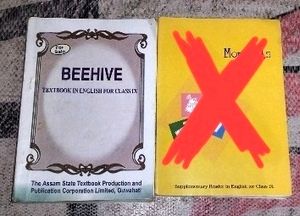 For
Sale
BEEHIVE
TEXTBOOK IN ENGLISH FOR CLASS IX
The Assam State Textbook Production and
Publication Corporation Limited, Guwahati
Mo
Supplementary Reader in English for Class IX